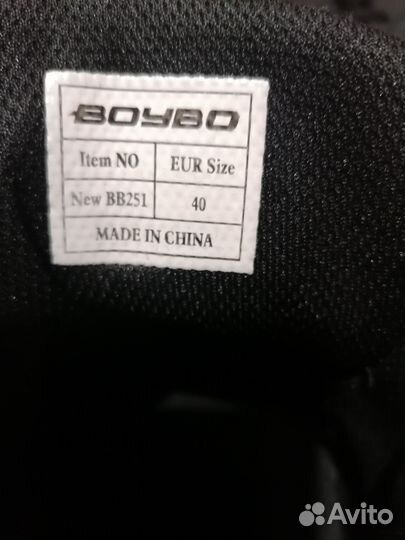 BOYBO
Item NO EUR Size
New BB251 40
MADE IN CHINA
Avito